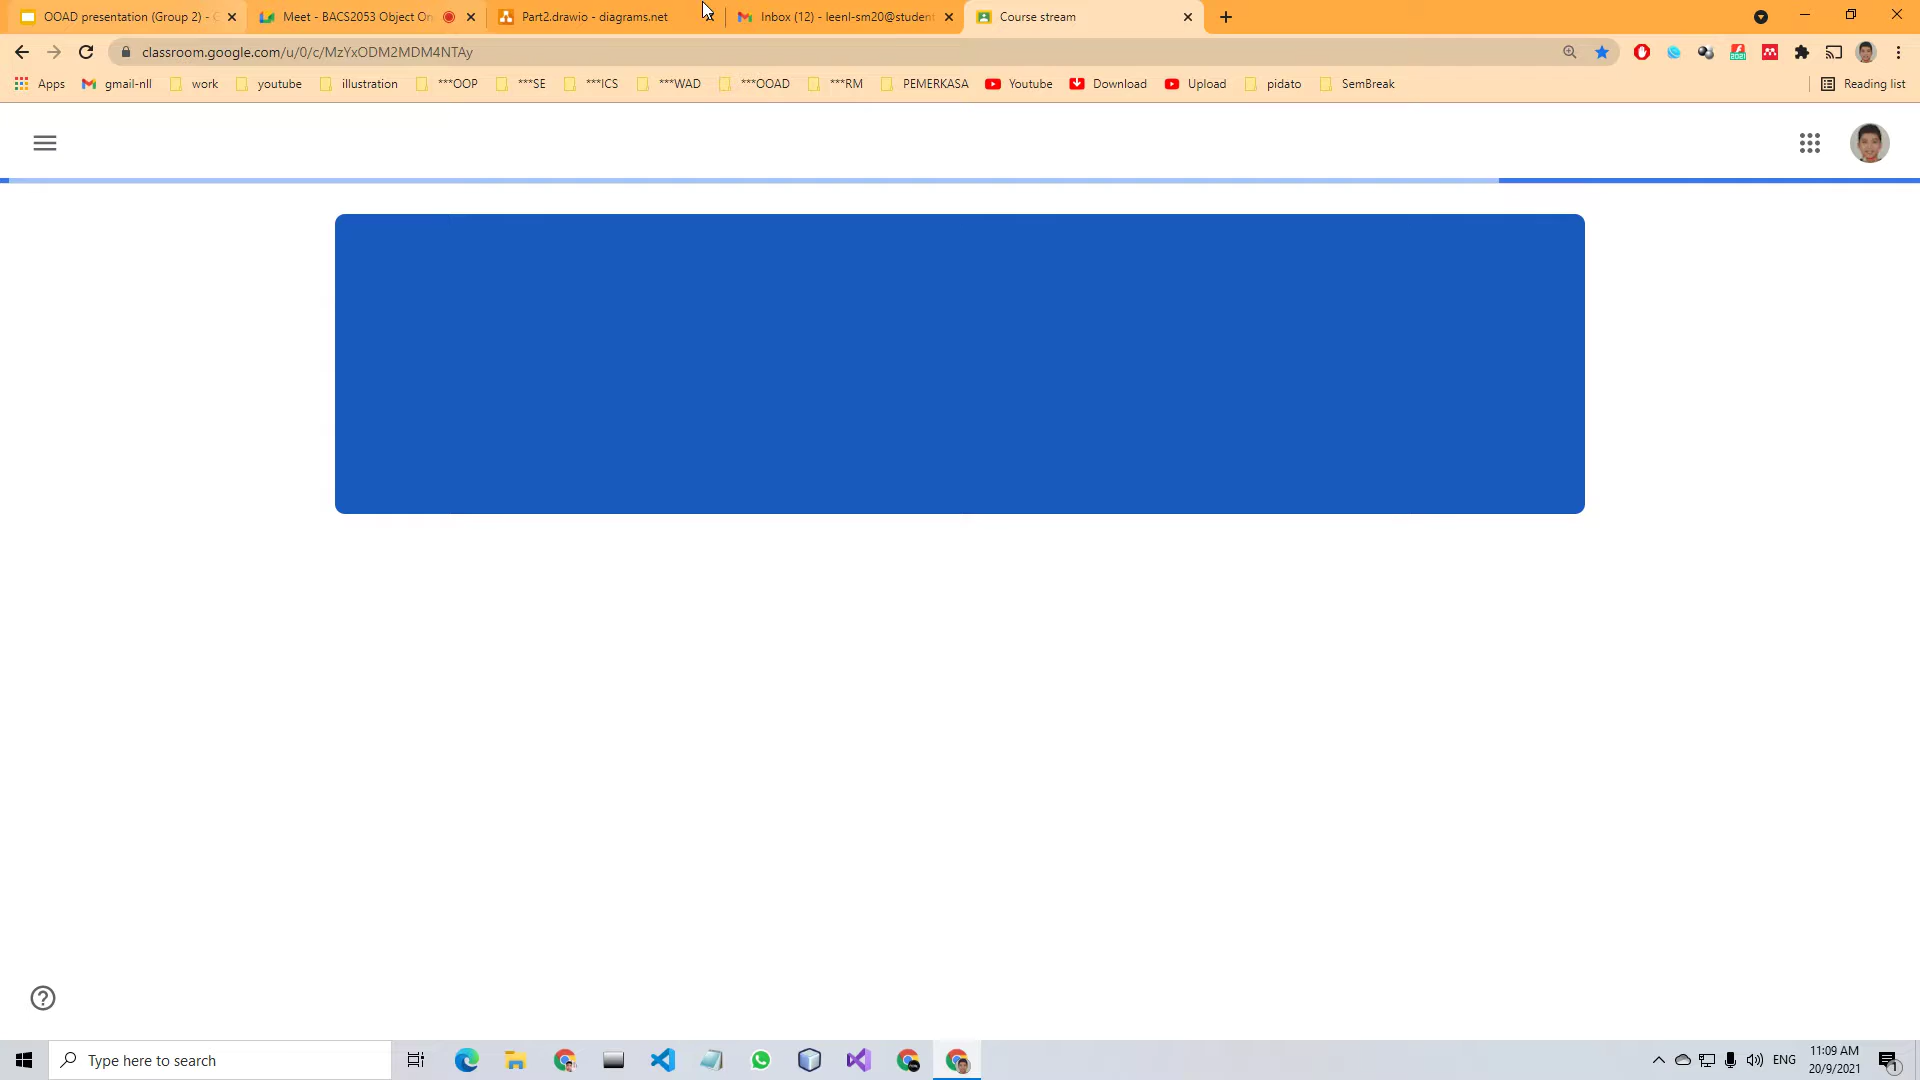 OOAD presentation (Group 2) -
Meet - BACS2053 Object On
Part2.drawio - diagrams.net
Inbox (12) - leenl-sm20@student
Course stream
classroom.google.com/u/0/c/MzYxODM2MDM4NTAy
Apps
gmail-nll
work
youtube
illustration
***OOP
***SE
***ICS
***WAD
***OOAD
***RM
PEMERKASA
Youtube
Download
Upload
pidato
SemBreak
Reading list
Type here to search
ENG
11:09 AM
20/9/2021
1